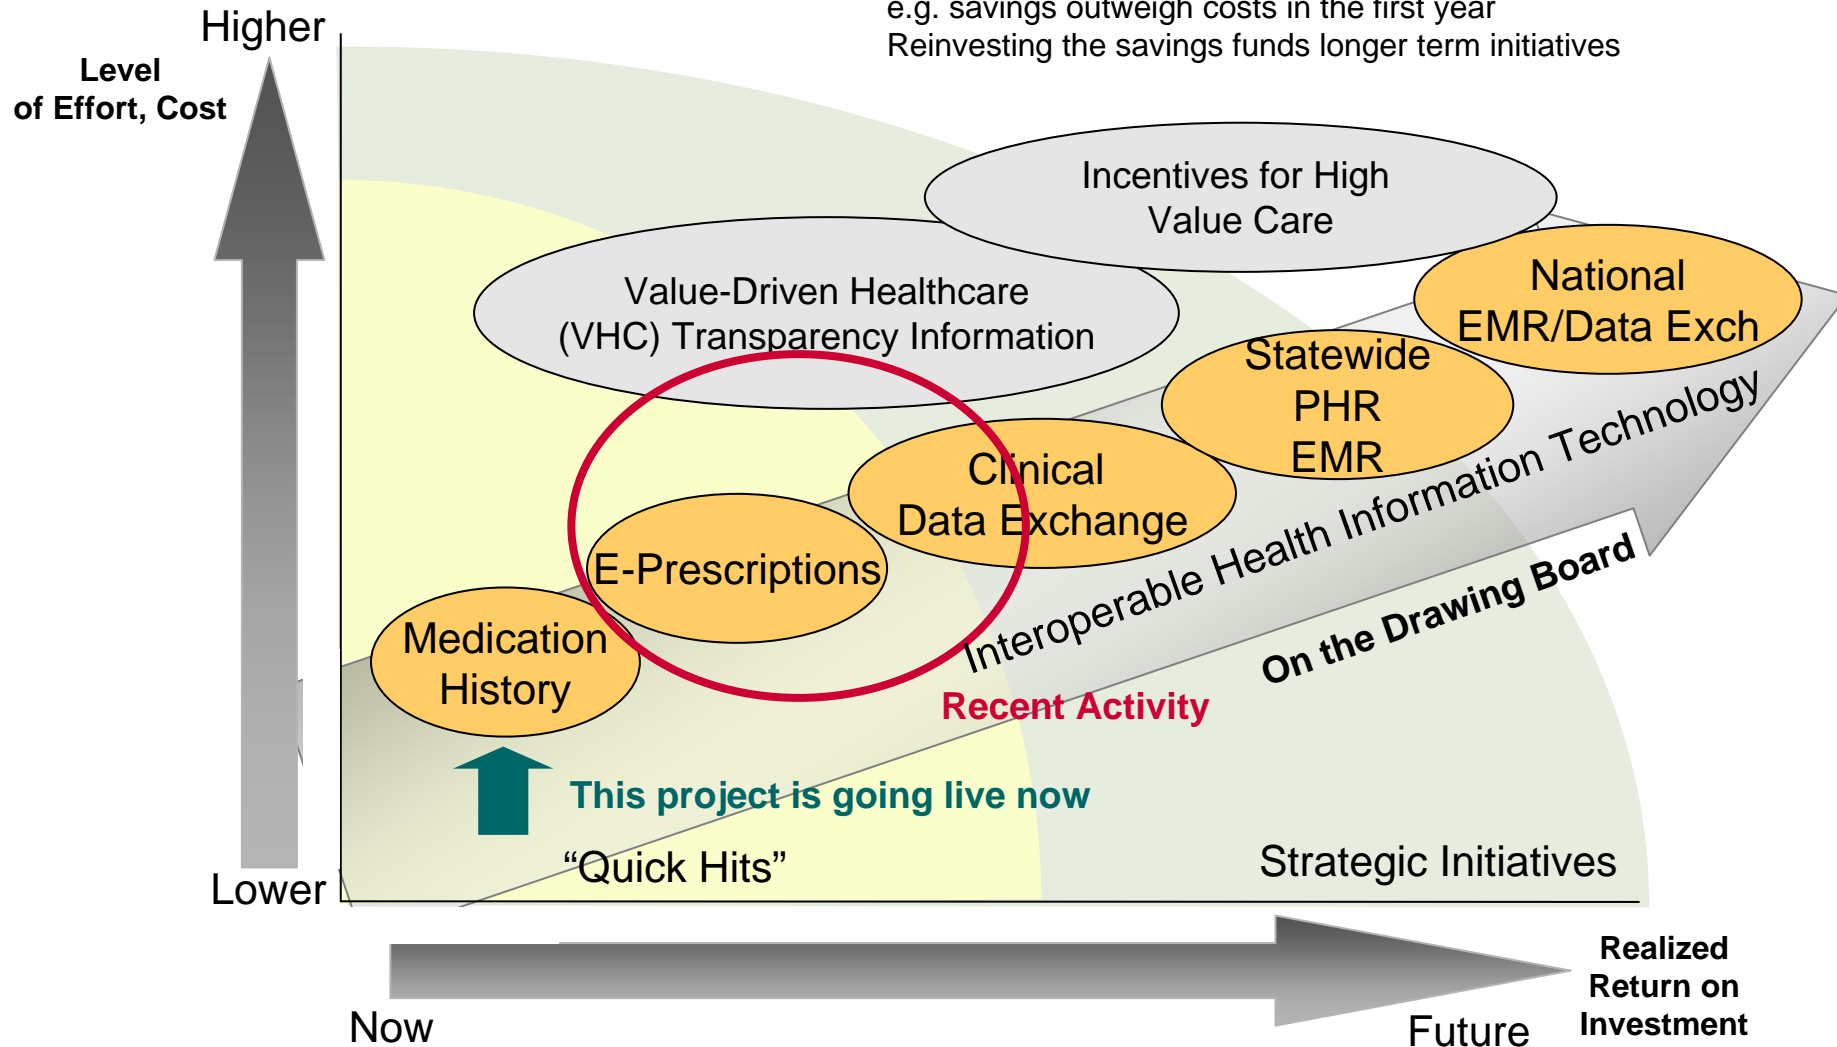 e.g. savings outweigh costs in the first year
Reinvesting the savings funds longer term initiatives
Higher
Level
of Effort, Cost
Incentives for High
Value Care
Value-Driven Healthcare
(VHC) Transparency Information
National
EMR/Data Exch
Statewide
PHR
EMR
Clinical
Data Exchange
E-Prescriptions
Medication
History
Interoperable Health Information Technology
On the Drawing Board
Recent Activity
This project is going live now
“Quick Hits”
Strategic Initiatives
Lower
Now
Future
Realized
Return on
Investment